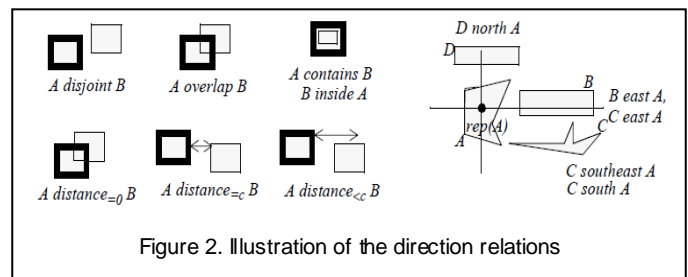 A disjoint B
A overlap B
A contains B
B inside A
A distance=0 B
A distance=c B
A distance<c B
D north A
D
B
B east A,
C east A
rep(A)
A
C
C southeast A
C south A
Figure 2. Illustration of the direction relations